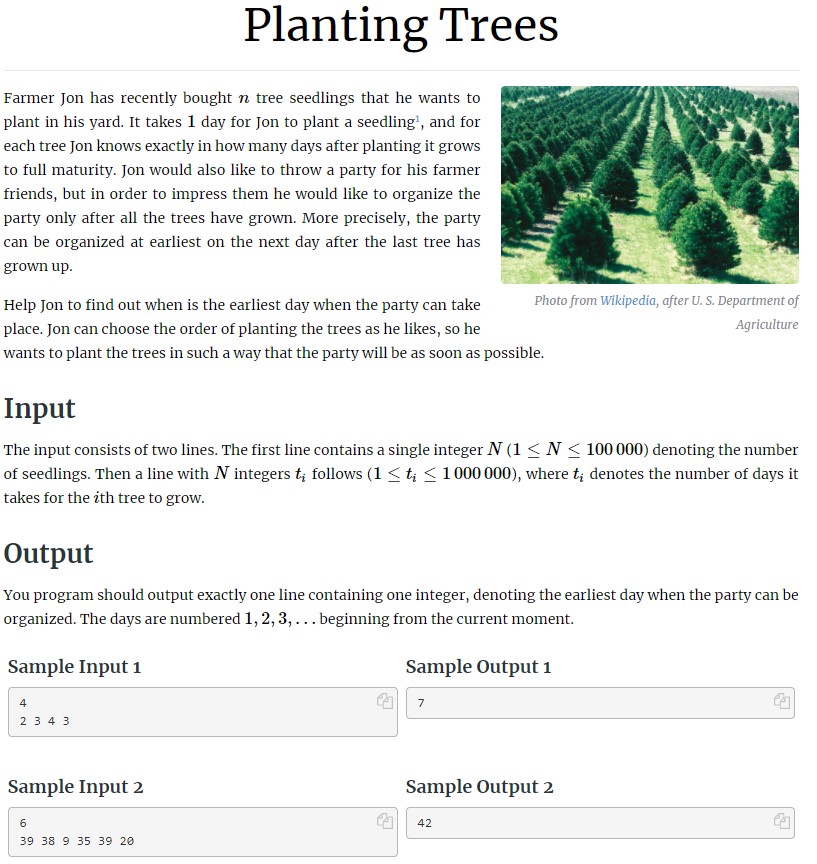 Planting Trees
Farmer Jon has recently bought n tree seedlings that he wants to
plant in his yard. It takes 1 day for Jon to plant a seedling¹, and for
each tree Jon knows exactly in how many days after planting it grows
to full maturity. Jon would also like to throw a party for his farmer
friends, but in order to impress them he would like to organize the
party only after all the trees have grown. More precisely, the party
can be organized at earliest on the next day after the last tree has
grown up.
Photo from Wikipedia, after U. S. Department of
Agriculture
Help Jon to find out when is the earliest day when the party can take
place. Jon can choose the order of planting the trees as he likes, so he
wants to plant the trees in such a way that the party will be as soon as possible.
Input
The input consists of two lines. The first line contains a single integer N (1 ≤ N ≤ 100 000) denoting the number
of seedlings. Then a line with N integers tᵢ follows (1 ≤ tᵢ ≤ 1 000 000), where tᵢ denotes the number of days it
takes for the ith tree to grow.
Output
You program should output exactly one line containing one integer, denoting the earliest day when the party can be
organized. The days are numbered 1, 2, 3, . . . beginning from the current moment.
Sample Input 1
4
2 3 4 3
Sample Output 1
7
Sample Input 2
6
39 38 9 35 39 20
Sample Output 2
42